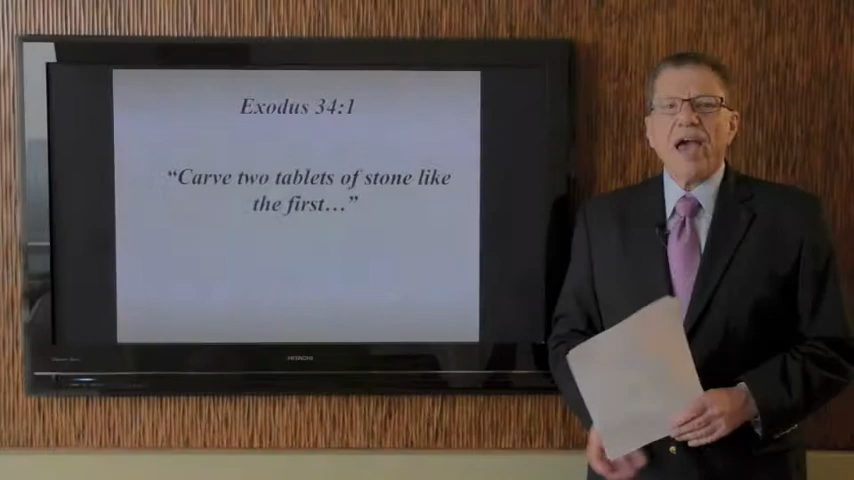 Exodus 34:1
“Carve two tablets of stone like
the first…”
HITACHI